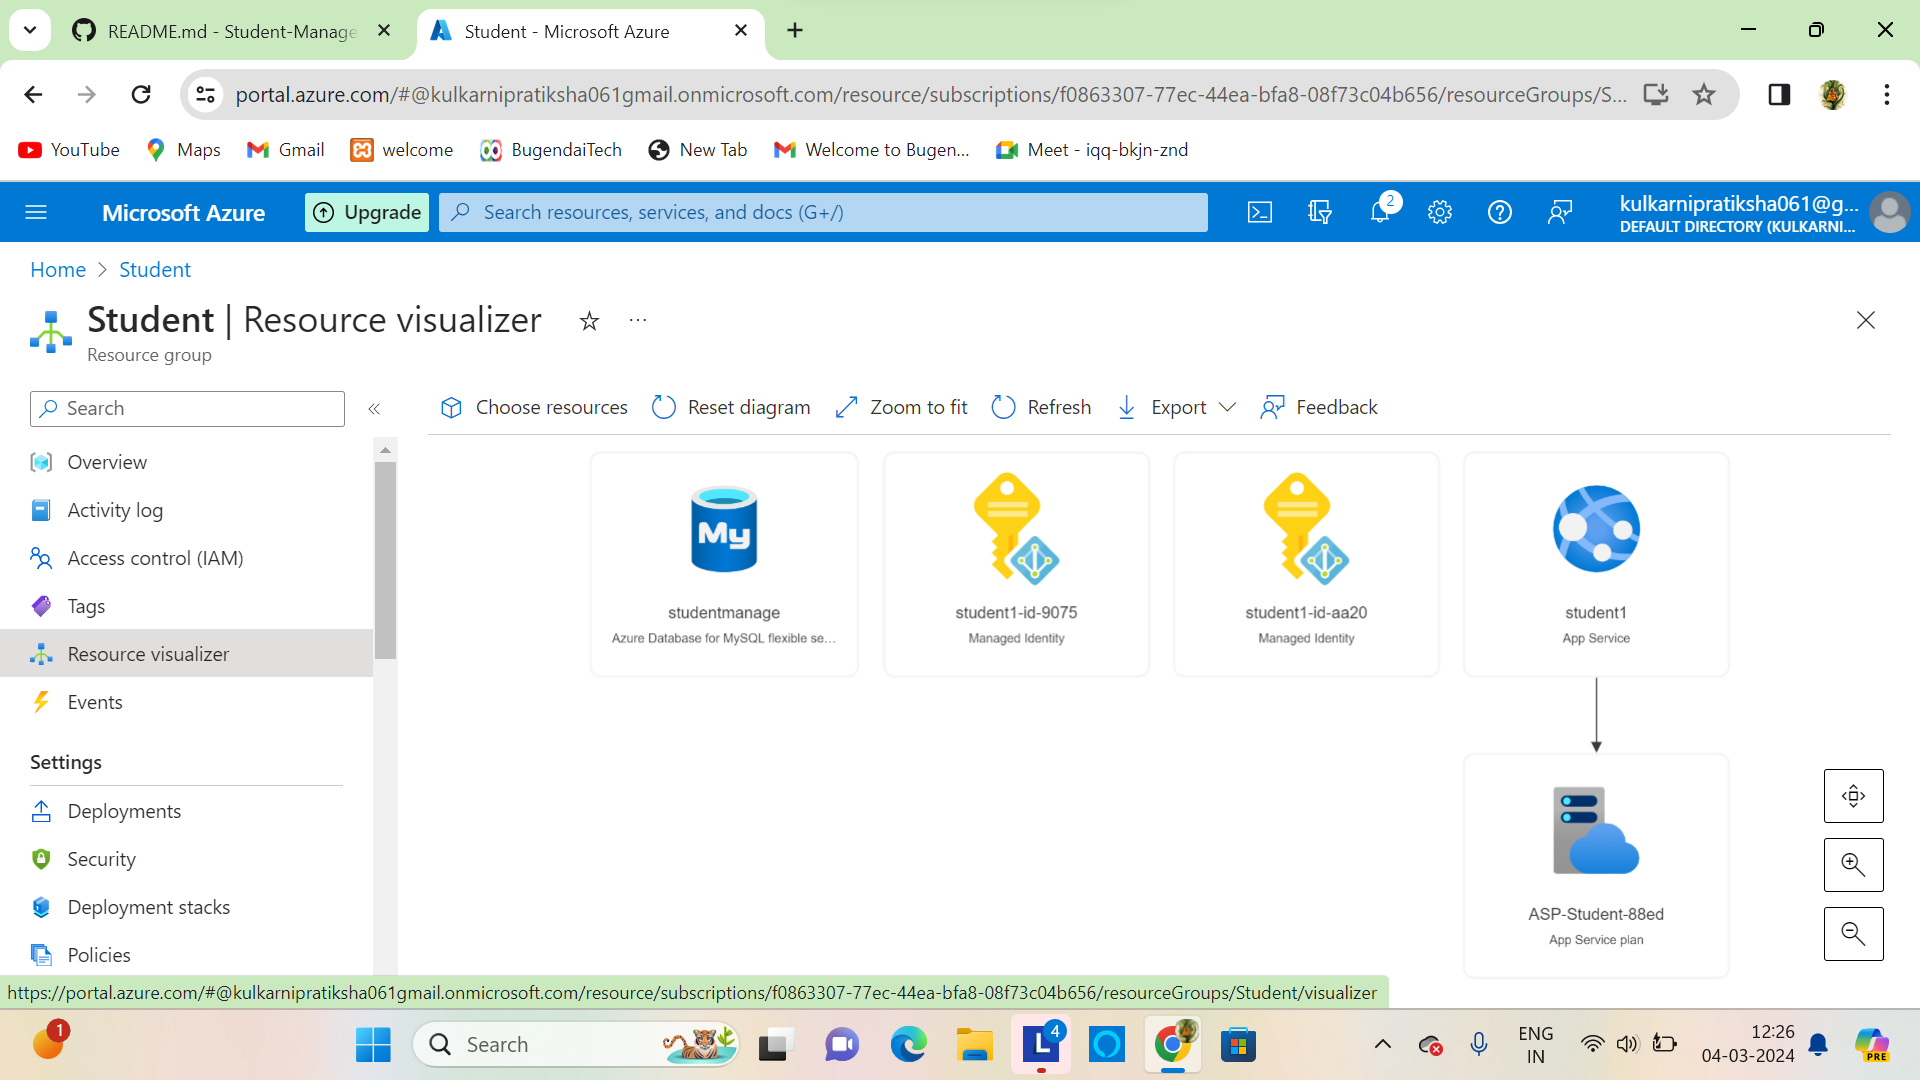 README.md - Student-Manage
Student - Microsoft Azure
portal.azure.com/#@kulkarnipratiksha061gmail.onmicrosoft.com/resource/subscriptions/f0863307-77ec-44ea-bfa8-08f73c04b656/resourceGroups/S...
YouTube
Maps
Gmail
welcome
BugendaiTech
New Tab
Welcome to Bugen...
Meet - iqq-bkjn-znd
Microsoft Azure
Upgrade
Search resources, services, and docs (G+/)
2
kulkarnipratiksha061@g...
DEFAULT DIRECTORY (KULKARNI...
Home > Student
Student | Resource visualizer
Resource group
Search
Choose resources
Reset diagram
Zoom to fit
Refresh
Export
Feedback
Overview
Activity log
Access control (IAM)
Tags
Resource visualizer
Events
Settings
Deployments
Security
Deployment stacks
Policies
My
studentmanage
Azure Database for MySQL flexible se...
student1-id-9075
Managed Identity
student1-id-aa20
Managed Identity
student1
App Service
ASP-Student-88ed
App Service plan
https://portal.azure.com/#@kulkarnipratiksha061gmail.onmicrosoft.com/resource/subscriptions/f0863307-77ec-44ea-bfa8-08f73c04b656/resourceGroups/Student/visualizer
1
Search
L
4
ENG
IN
12:26
04-03-2024
PRE